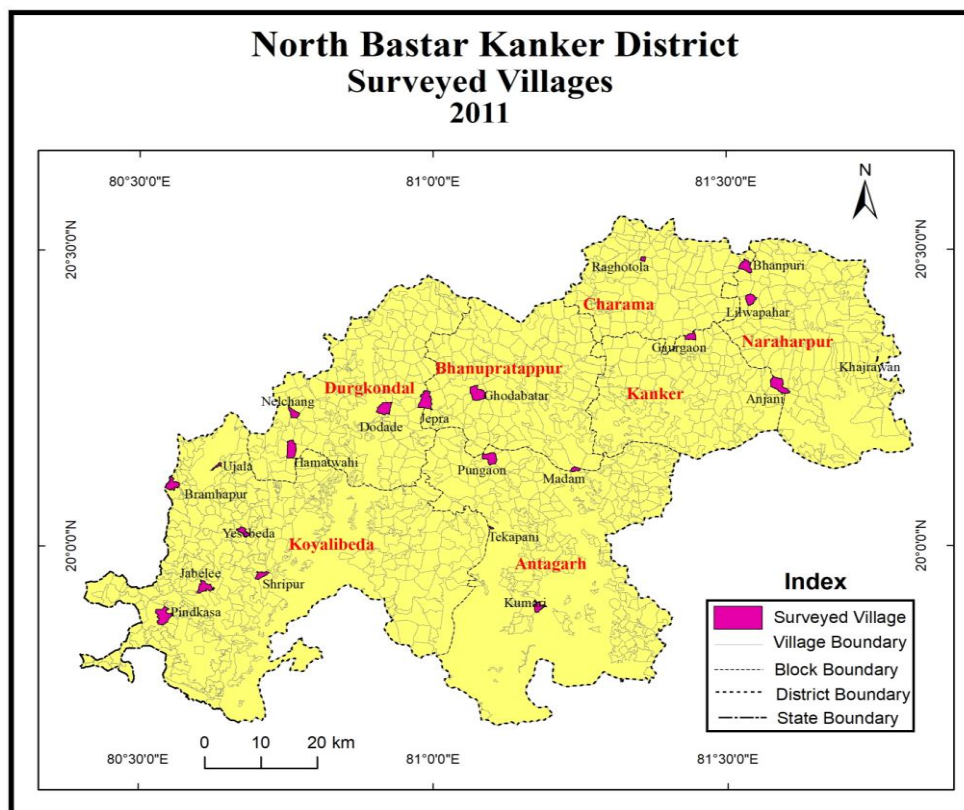 North Bastar Kanker District
Surveyed Villages
2011
80°30'0"E
81°0'0"E
81°30'0"E
N
20°30'0"N
20°30'0"N
Raghotola
Bhanpuri
Charama
Lilwapahar
Gaurgaon
Naraharpur
Bhanupratappur
Khajrawan
Durgkondal
Kanker
Ghodabatar
Anjani
Nelchang
Dodade
Jepra
Hamatwahi
Pungaon
Ujala
Madam
Bramhapur
Yesebeda
Tekapani
20°0'0"N
20°0'0"N
Koyalibeda
Antagarh
Jabelee
Shripur
Kumari
Pindkasa
Index
Surveyed Village
Village Boundary
Block Boundary
District Boundary
State Boundary
0 10 20 km
80°30'0"E
81°0'0"E
81°30'0"E